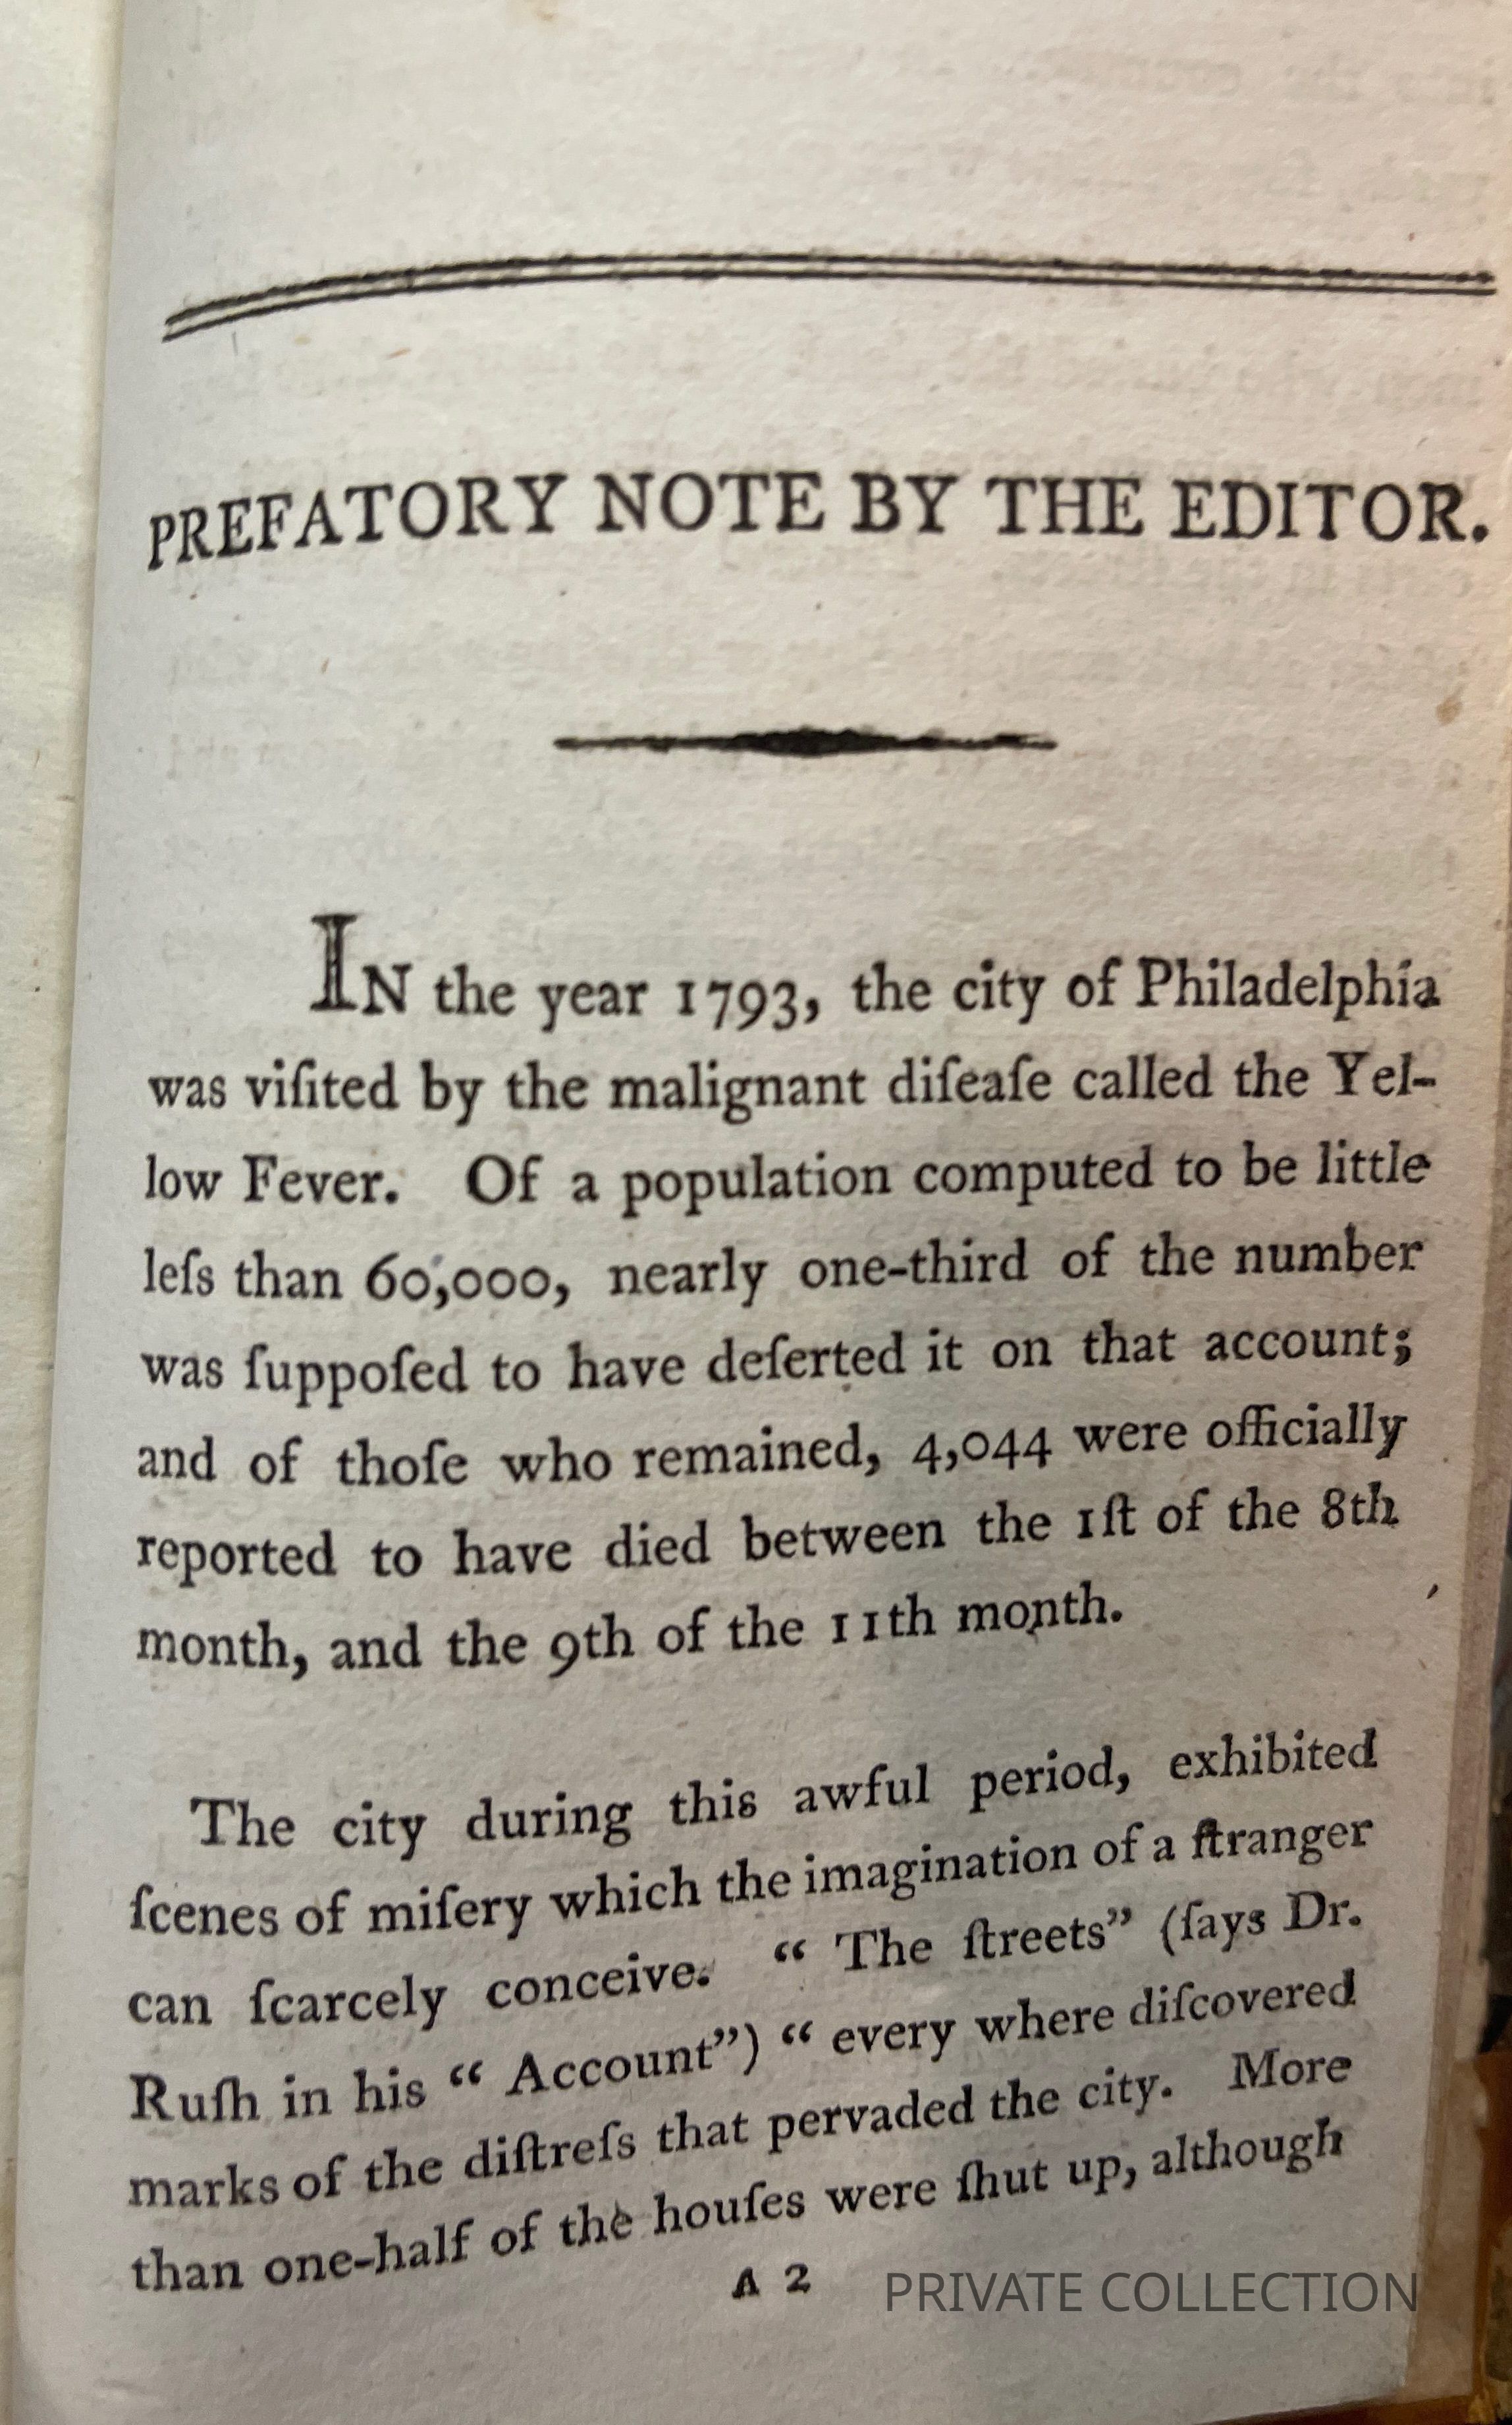 PREFATORY NOTE BY THE EDITOR.
IN the year 1793, the city of Philadelphia
was viſited by the malignant diſeaſe called the Yel-
low Fever. Of a population computed to be little
leſs than 60,000, nearly one-third of the number
was ſuppoſed to have deſerted it on that account;
and of thoſe who remained, 4,044 were officially
reported to have died between the 1ſt of the 8th
month, and the 9th of the 11th month.
The city during this awful period, exhibited
ſcenes of miſery which the imagination of a ſtranger
can ſcarcely conceive. “ The ſtreets” (ſays Dr.
Ruſh in his “ Account”) “ every where diſcovered
marks of the diſtreſs that pervaded the city. More
than one-half of the houſes were ſhut up, although
A 2
PRIVATE COLLECTION